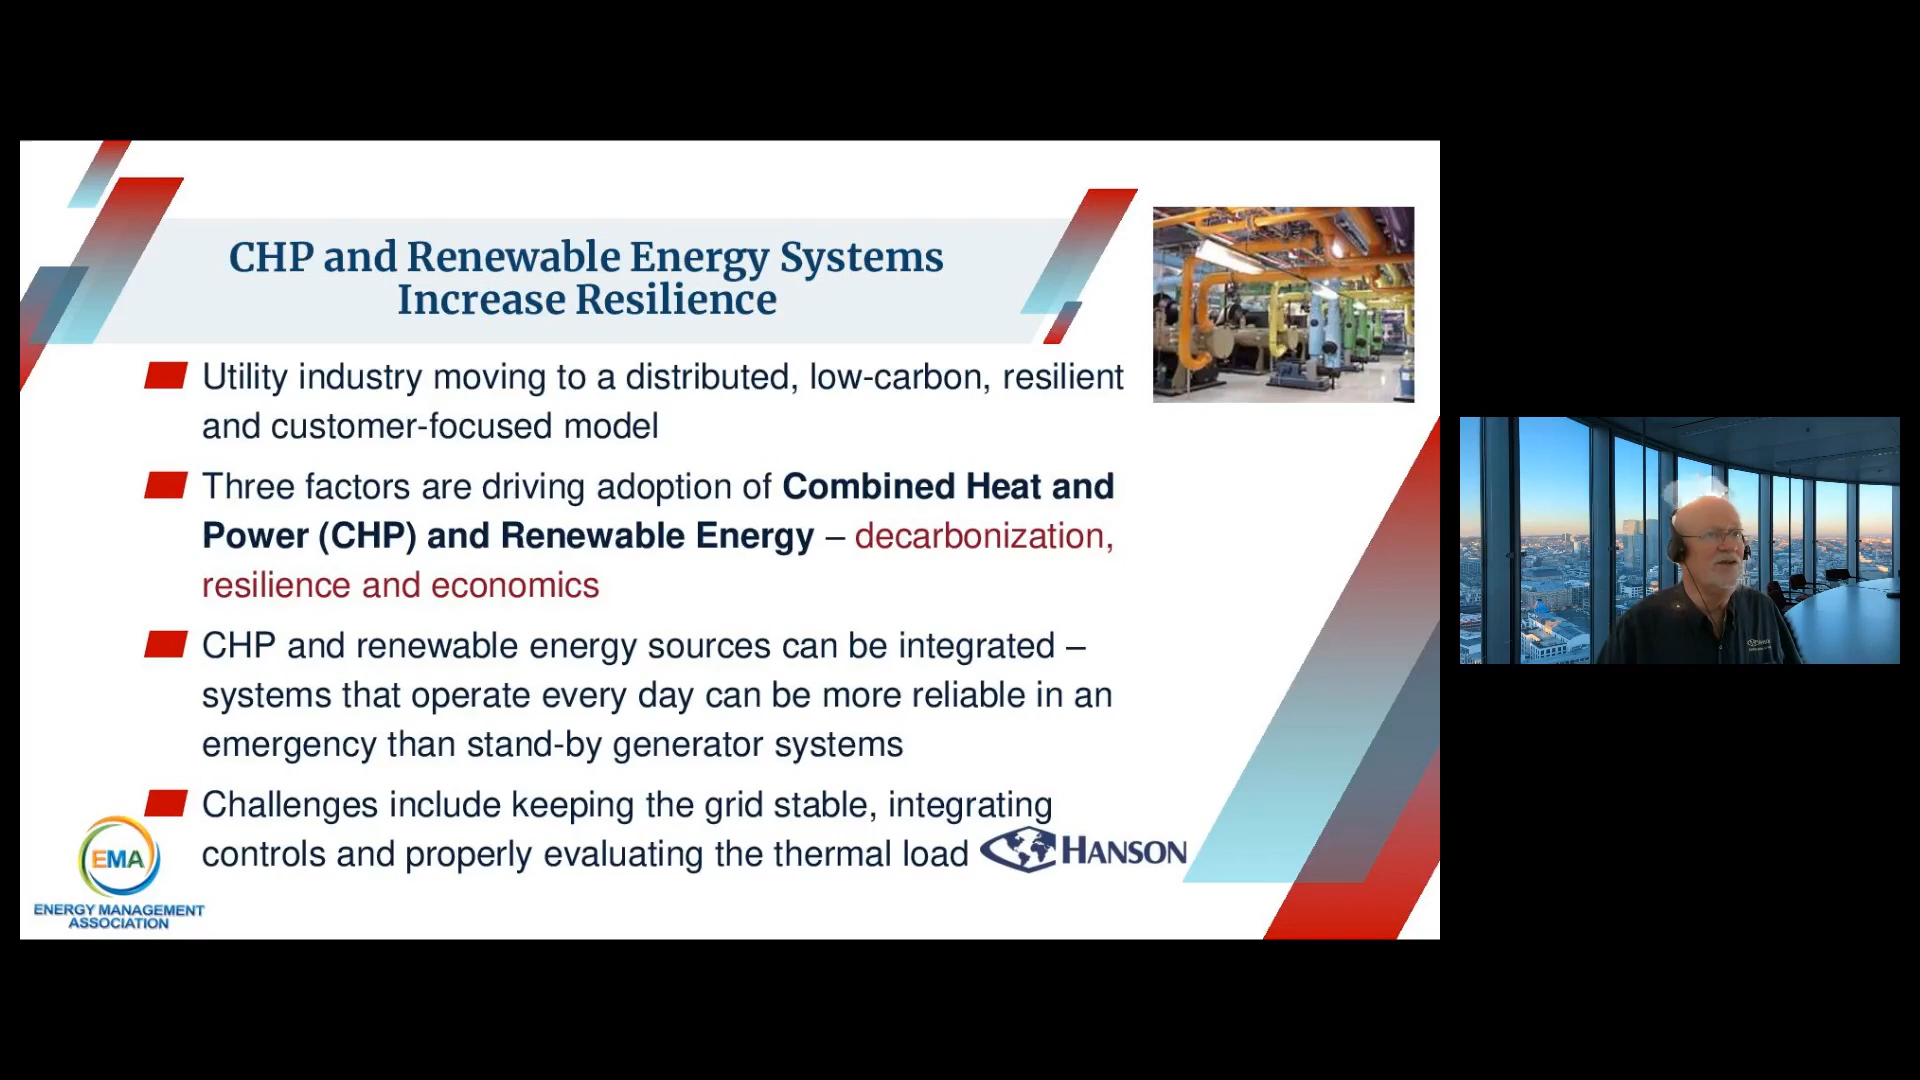 CHP and Renewable Energy Systems
Increase Resilience
Utility industry moving to a distributed, low-carbon, resilient
and customer-focused model
Three factors are driving adoption of Combined Heat and
Power (CHP) and Renewable Energy – decarbonization,
resilience and economics
CHP and renewable energy sources can be integrated –
systems that operate every day can be more reliable in an
emergency than stand-by generator systems
Challenges include keeping the grid stable, integrating
controls and properly evaluating the thermal load
HANSON
EMA
ENERGY MANAGEMENT
ASSOCIATION